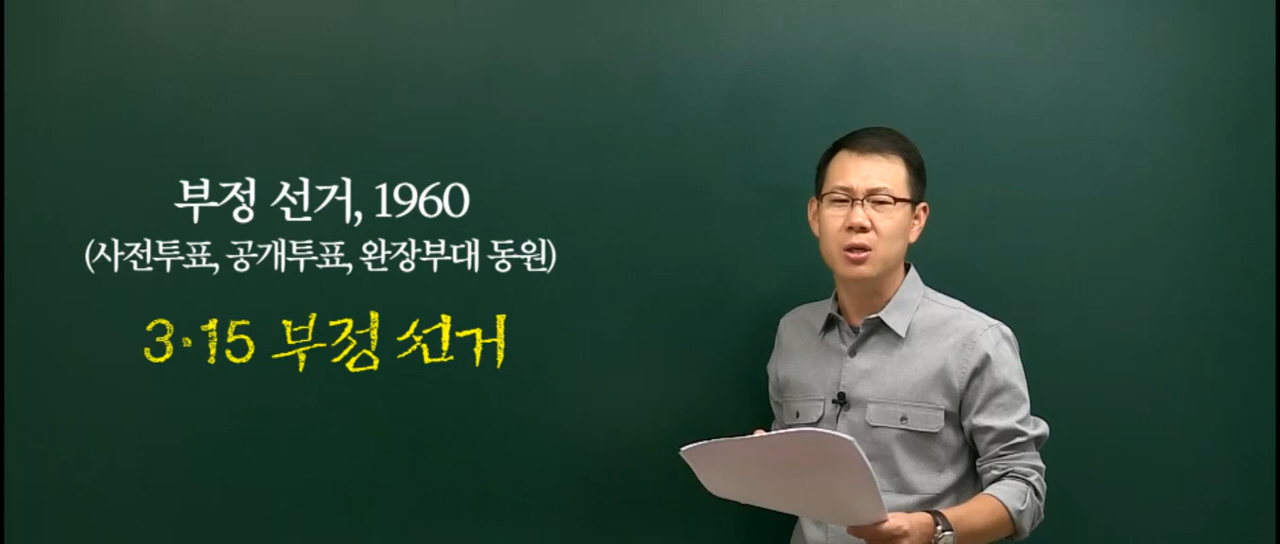 부정 선거, 1960
(사전투표, 공개투표, 완장부대 동원)
3·15 부정 선거